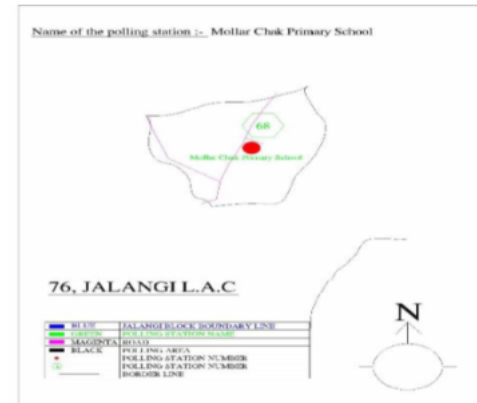 Name of the polling station :- Mollar Chak Primary School
68
Mollar Chak Primary School
76, JALANGI L.A.C
BLUE JALANGI BLOCK BOUNDARY LINE
GREEN POLLING STATION NAME
MAGENTA ROAD
BLACK POLLING AREA
POLLING STATION NUMBER
POLLING STATION NUMBER
BORDER LINE
N